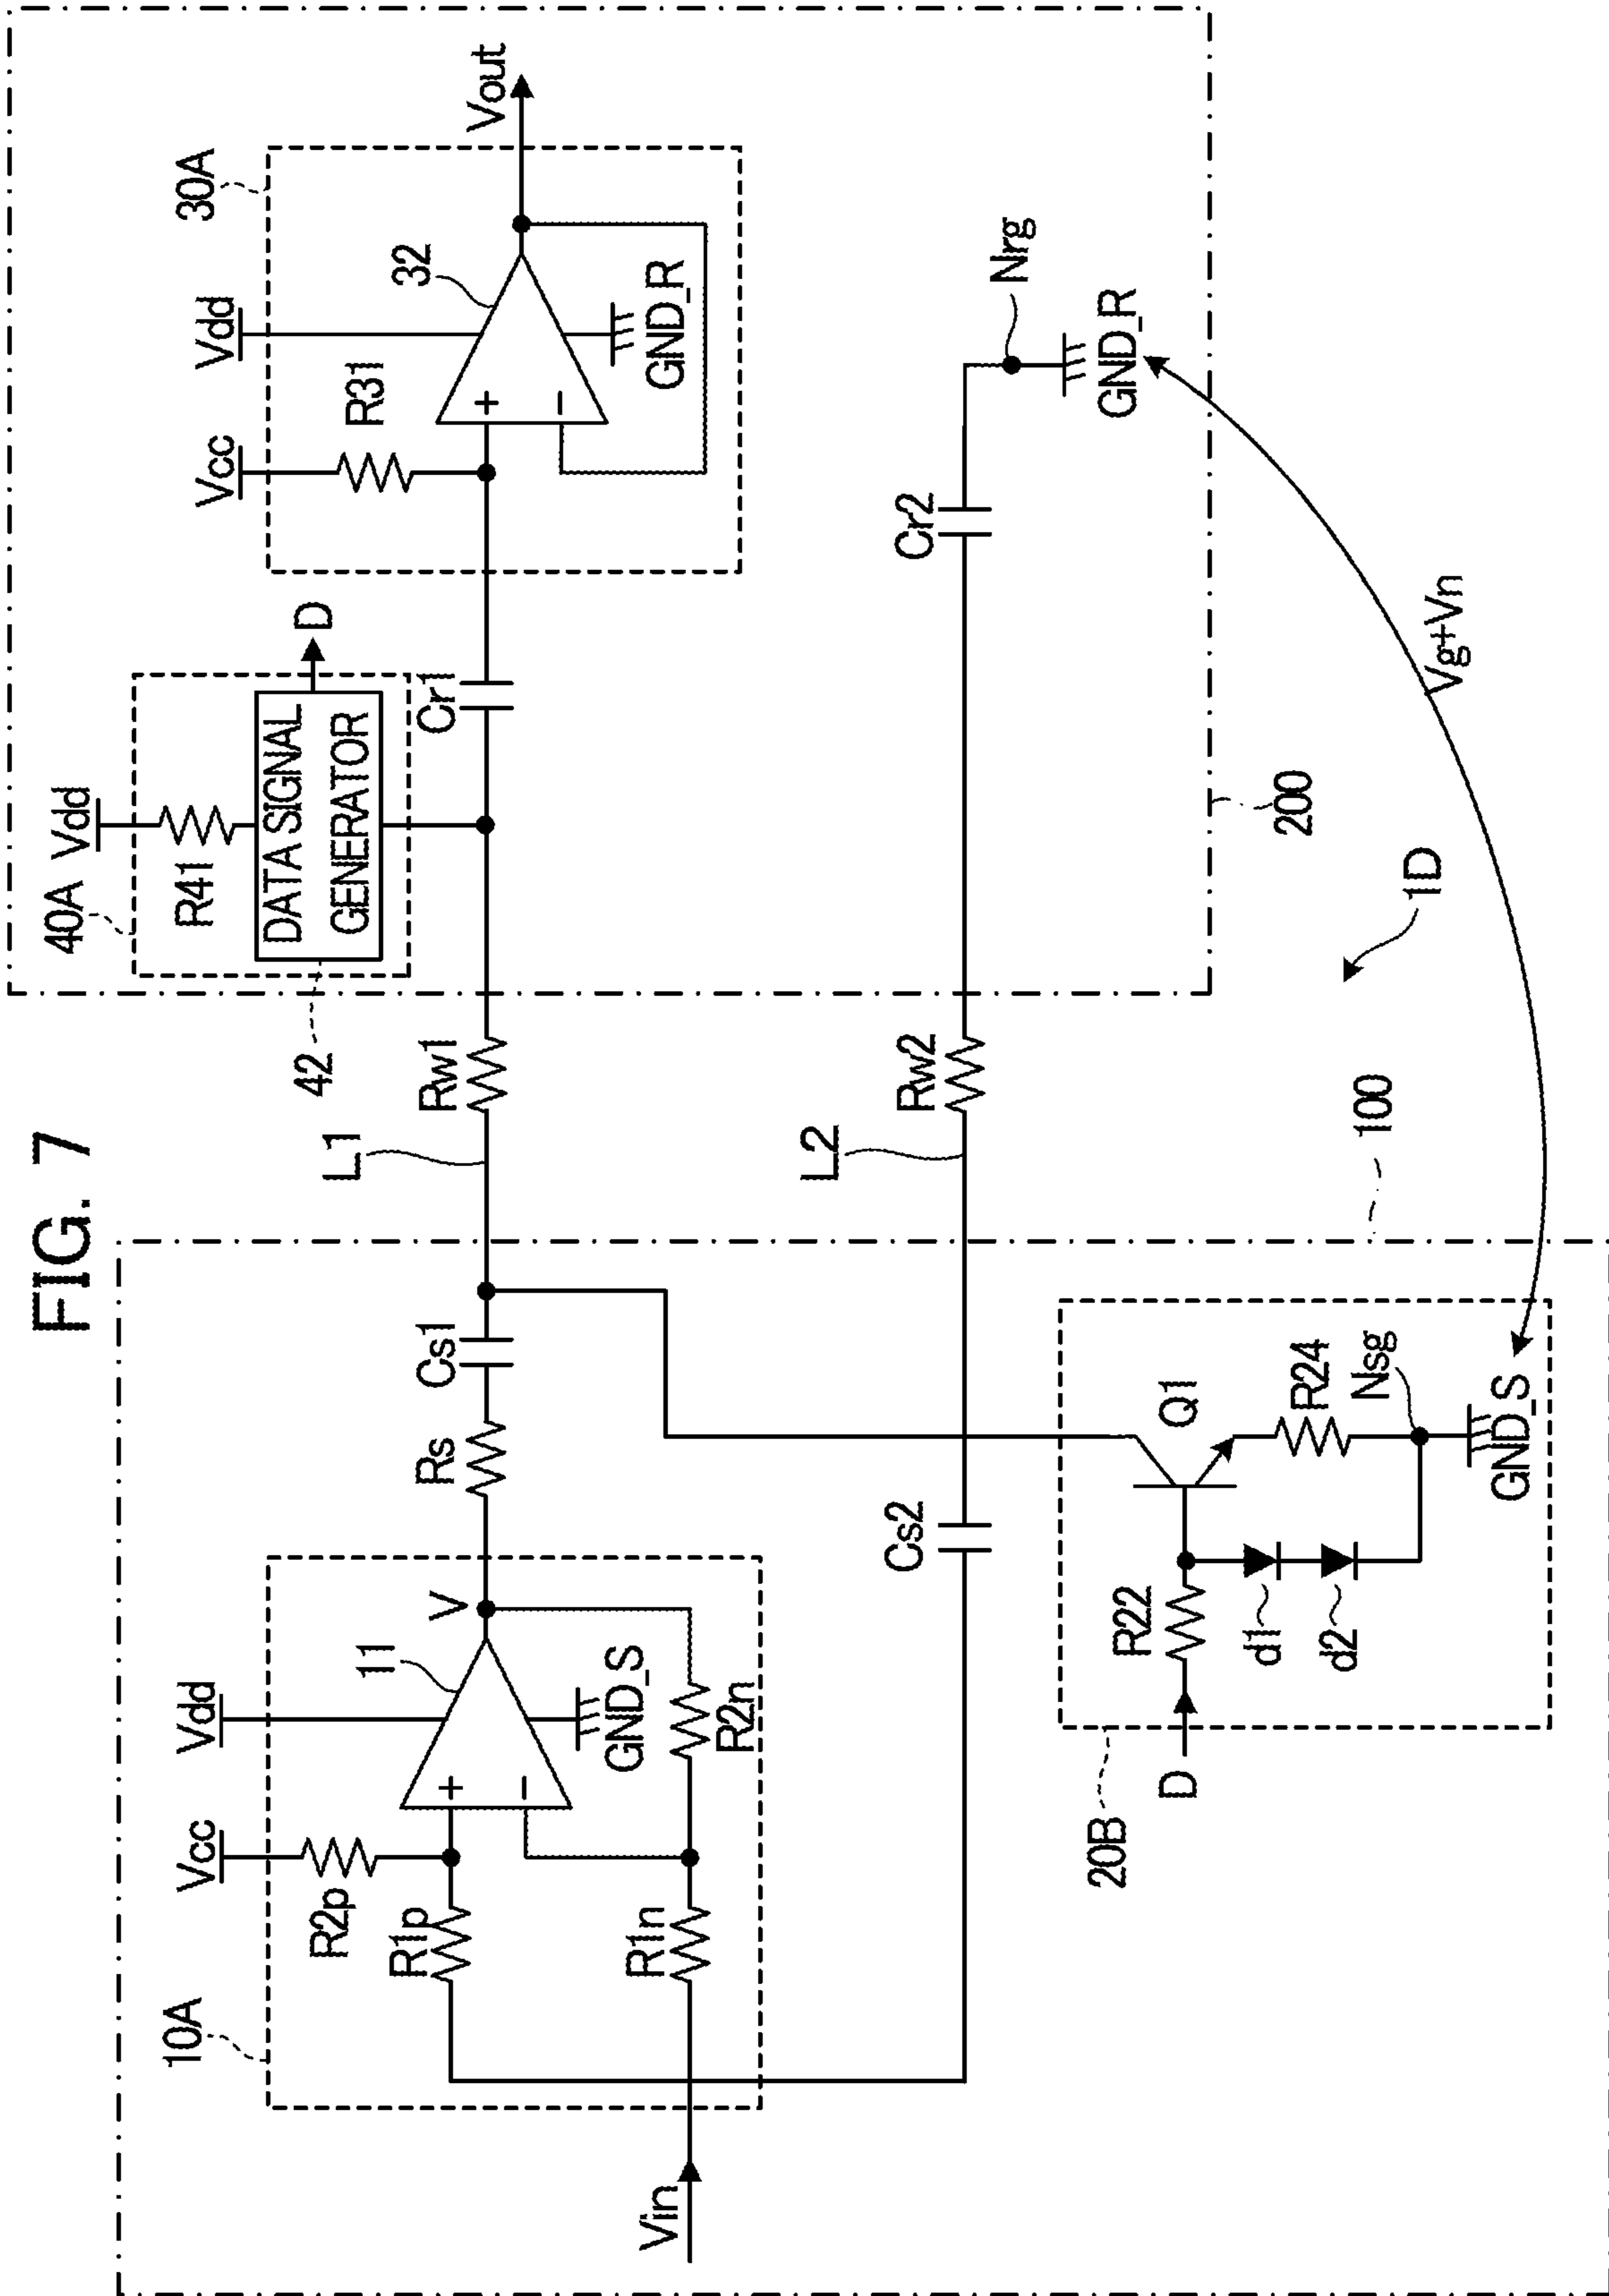 FIG. 7
10A
Vcc
Vdd
R2p
11
V
R1p
GND_S
R1n
R2n
Vin
Rs
Cs1
L1
Rw1
40A
Vdd
R41
DATA SIGNAL
GENERATOR
D
42
Cr1
30A
Vcc
Vdd
R31
32
GND_R
Vout
Cs2
L2
Rw2
Cr2
Nrg
GND_R
20B
D
R22
d1
d2
Q1
R24
Nsg
GND_S
100
1D
200
Vg+Vn
+
−
+
−